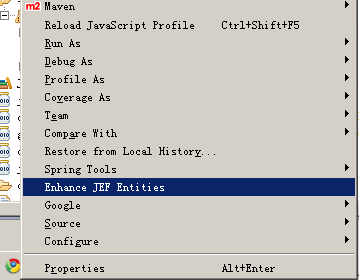 m2 Maven
Reload JavaScript Profile Ctrl+Shift+F5
Run As
Debug As
Profile As
Coverage As
Team
Compare With
Restore from Local History...
Spring Tools
Enhance JEF Entities
Google
Source
Configure
Properties Alt+Enter